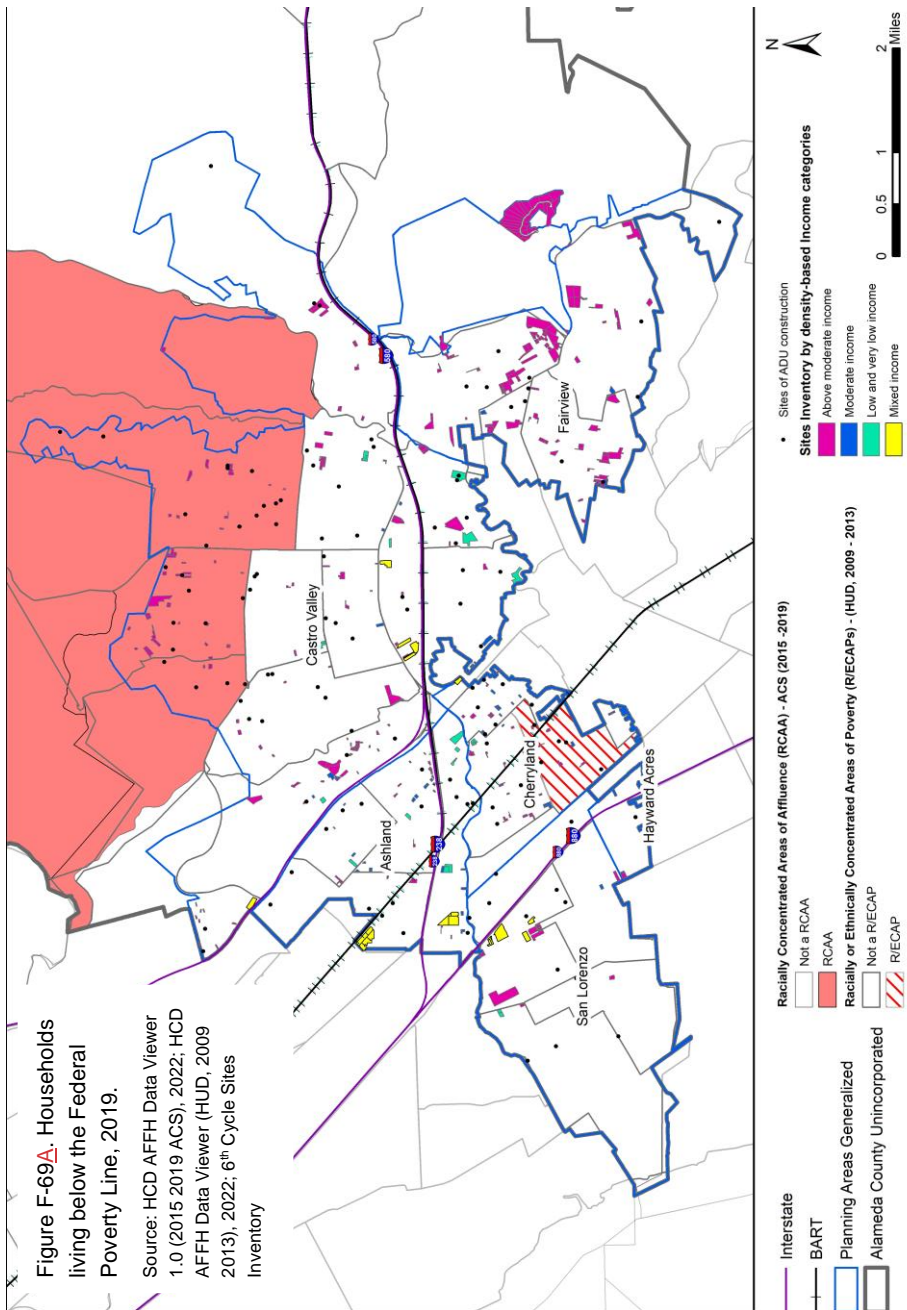 Figure F-69A. Households
living below the Federal
Poverty Line, 2019.
Source: HCD AFFH Data Viewer
1.0 (2015 2019 ACS), 2022; HCD
AFFH Data Viewer (HUD, 2009
2013), 2022; 6th Cycle Sites
Inventory
Castro Valley
Ashland
Cherryland
Fairview
Hayward Acres
San Lorenzo
680
238
Interstate
BART
Planning Areas Generalized
Alameda County Unincorporated
Racially Concentrated Areas of Affluence (RCAA) - ACS (2015 -2019)
Not a RCAA
RCAA
Racially or Ethnically Concentrated Areas of Poverty (R/ECAPs) - (HUD, 2009 - 2013)
Not a R/ECAP
R/ECAP
Sites of ADU construction
Sites Inventory by density-based Income categories
Above moderate income
Moderate income
Low and very low income
Mixed income
N
0 0.5 1 2
Miles